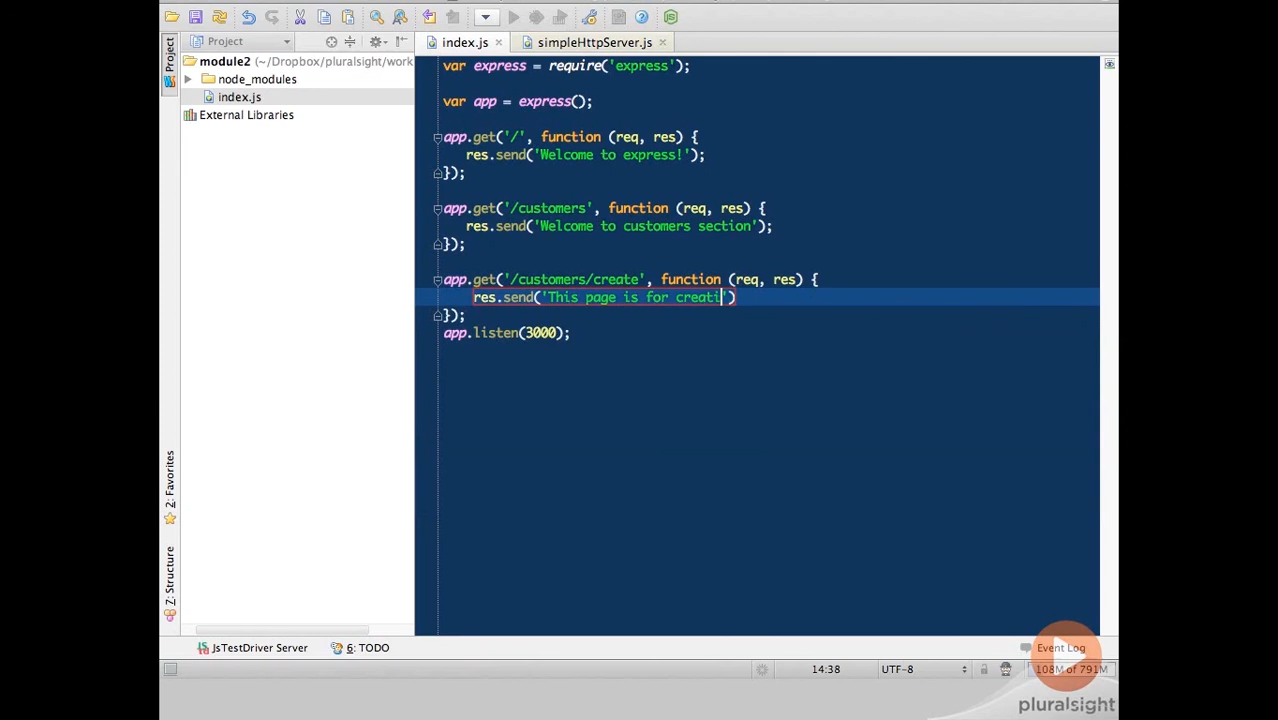 Project
index.js
simpleHttpServer.js
Project
module2 (~/Dropbox/pluralsight/work
node_modules
index.js
External Libraries
var express = require('express');
var app = express();
app.get('/', function (req, res) {
res.send('Welcome to express!');
});
app.get('/customers', function (req, res) {
res.send('Welcome to customers section');
});
app.get('/customers/create', function (req, res) {
res.send('This page is for creati')
});
app.listen(3000);
2: Favorites
Z: Structure
JsTestDriver Server
6: TODO
Event Log
14:38
UTF-8
108M of 791M
pluralsight